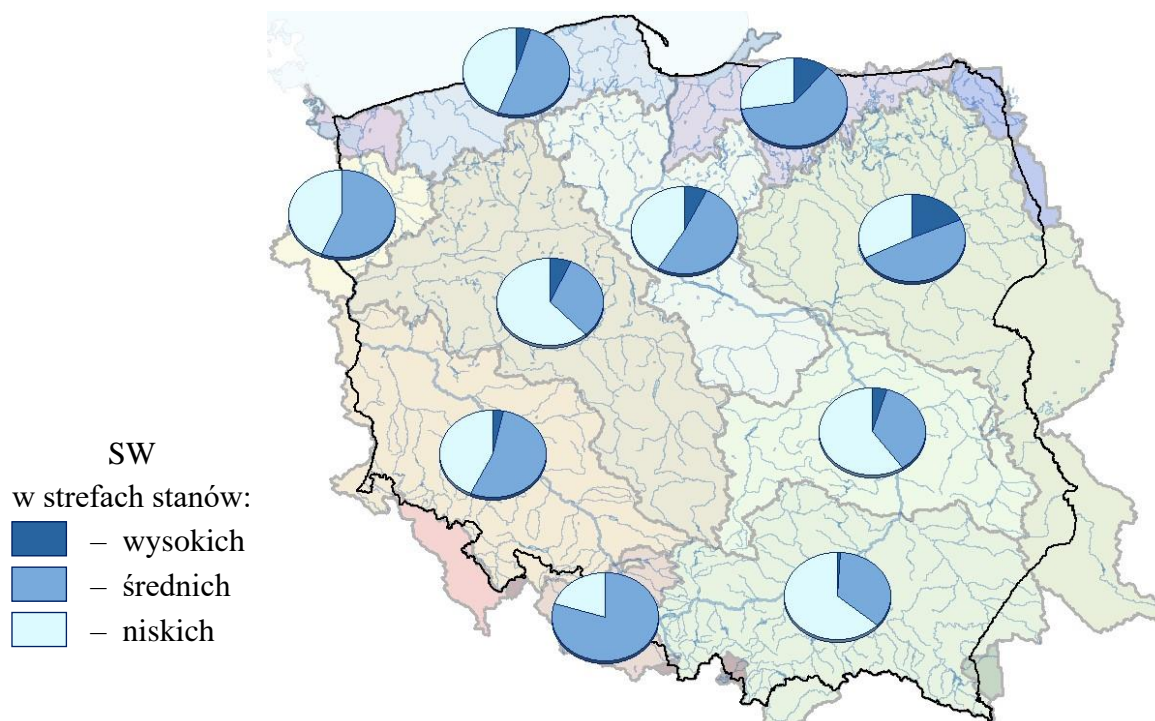 SW
w strefach stanów:
– wysokich
– średnich
– niskich